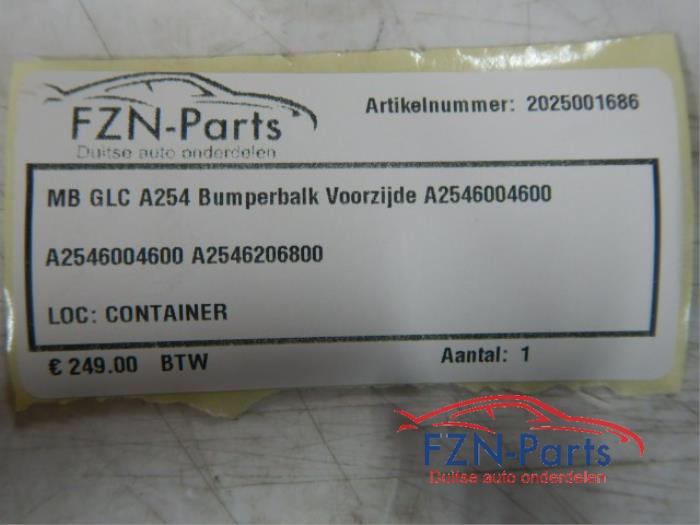 FZN-Parts
Duitse auto onderdelen
Artikelnummer: 2025001686
MB GLC A254 Bumperbalk Voorzijde A2546004600
A2546004600 A2546206800
LOC: CONTAINER
€ 249.00 BTW
Aantal: 1
FZN-Parts
Duitse auto onderdelen